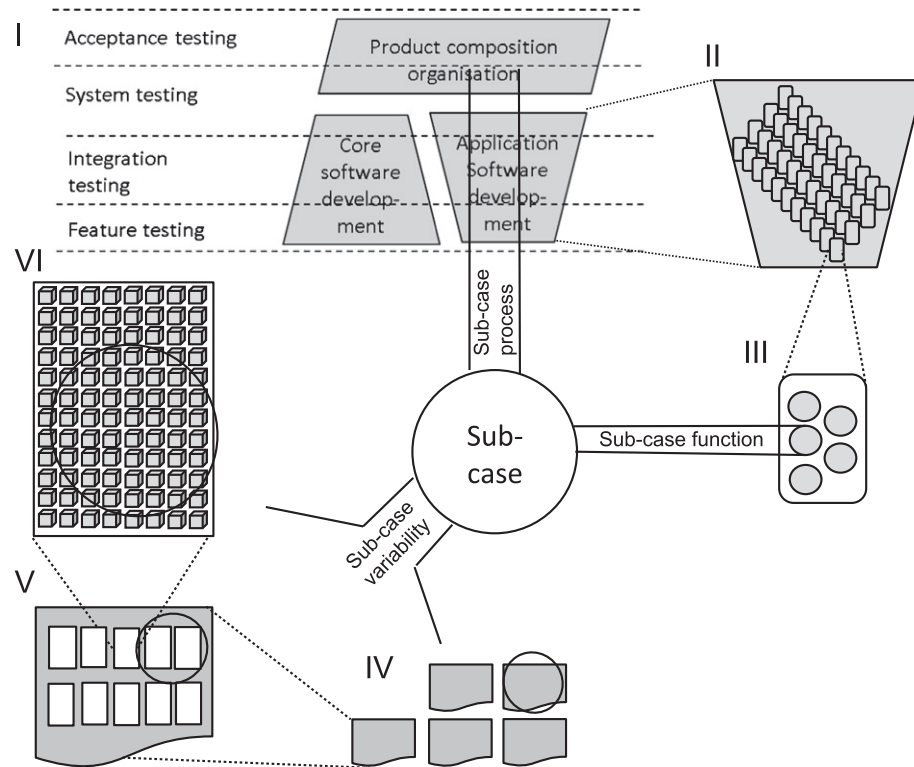 I
Acceptance testing
System testing
Integration
testing
Feature testing
Product composition
organisation
Core
software
develop-
ment
Application
Software
develop-
ment
II
VI
Sub-case
process
III
Sub-
case
Sub-case function
Sub-case
variability
V
IV